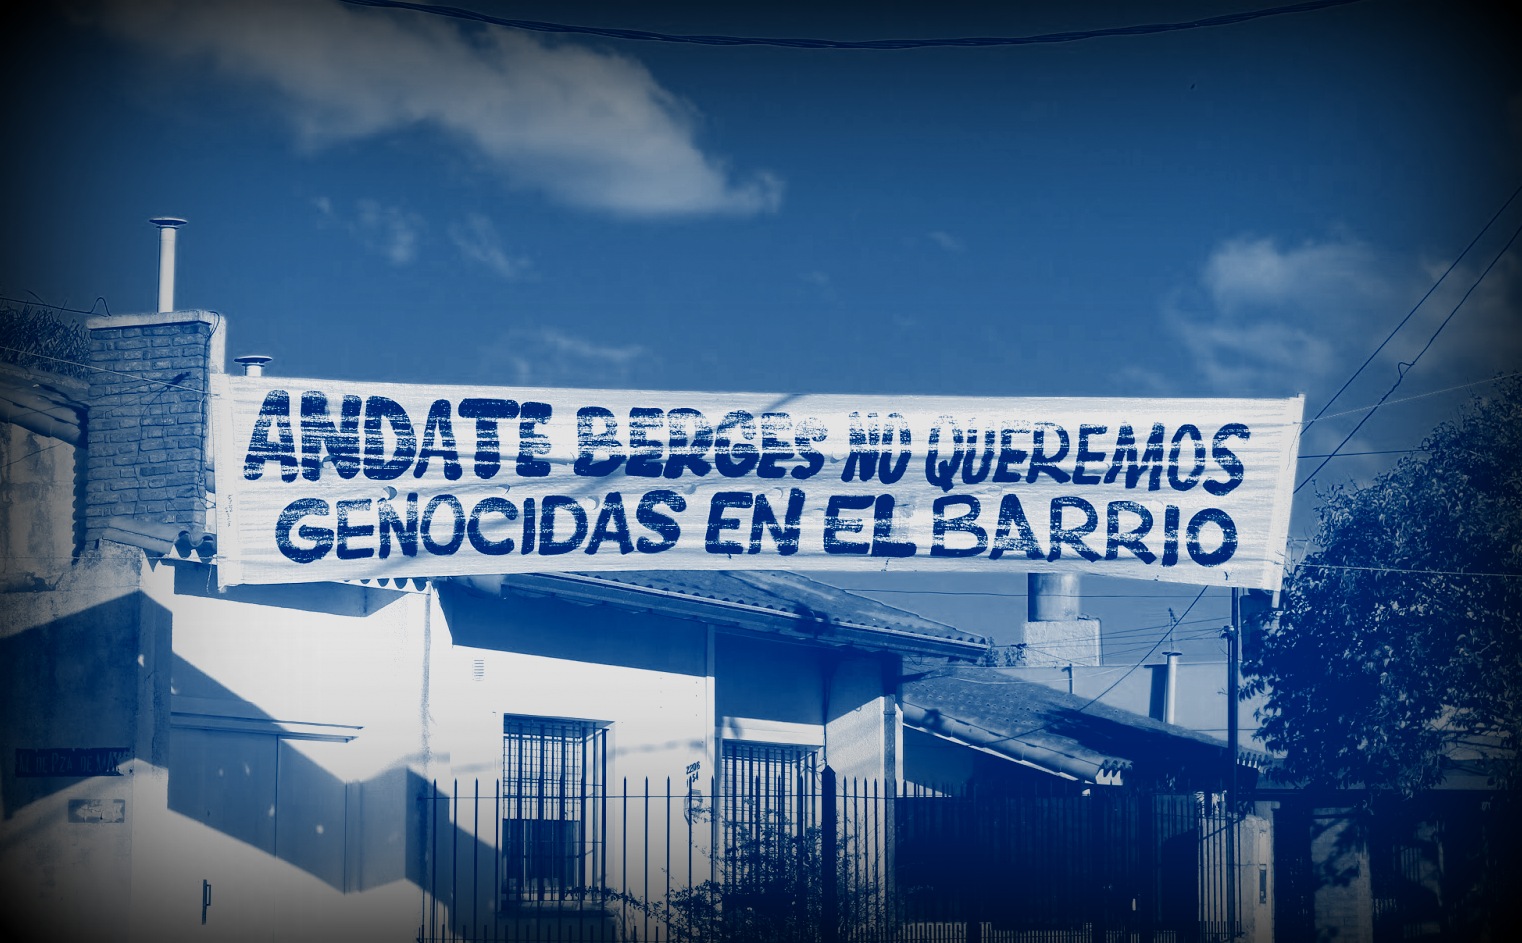 ANDATE BERGES NO QUEREMOS
GENOCIDAS EN EL BARRIO